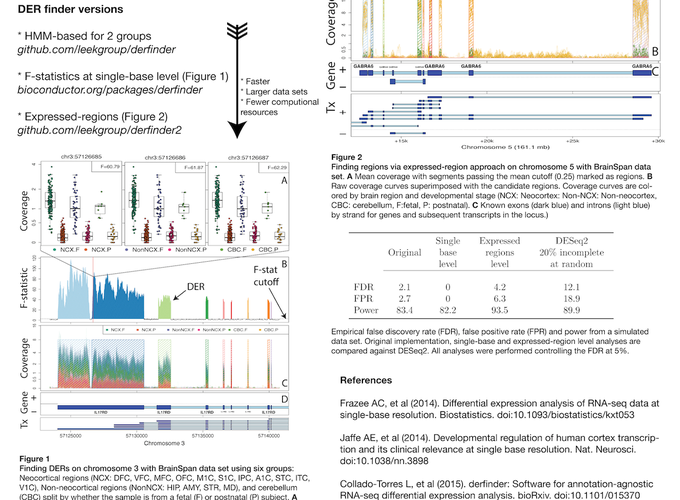 DER finder versions
* HMM-based for 2 groups
github.com/leekgroup/derfinder
* F-statistics at single-base level (Figure 1)
bioconductor.org/packages/derfinder
* Expressed-regions (Figure 2)
github.com/leekgroup/derfinder2
* Faster
* Larger data sets
* Fewer computional
resources
chr3:57126685 chr3:57126686 chr3:57126687
F=60.79 F=61.87 F=62.29
A
Coverage
NCX.F NCX.P NonNCX.F NonNCX.P CBC.F CBC.P
B
F-statistic
DER
F-stat
cutoff
NCX.F NCX.P NonNCX.F NonNCX.P CBC.F CBC.P
Coverage
C
Gene + −
D
IL17RD IL17RD IL17RD
Tx
57125000 57130000 57135000 57140000
Chromosome 3
Figure 1
Finding DERs on chromosome 3 with BrainSpan data set using six groups:
Neocortical regions (NCX: DFC, VFC, MFC, OFC, M1C, S1C, IPC, A1C, STC, ITC,
V1C), Non-neocortical regions (NonNCX: HIP, AMY, STR, MD), and cerebellum
(CBC) split by whether the sample is from a fetal (F) or postnatal (P) subject. A
Coverage
B
GABRA6 GABRA6 GABRA6 GABRA6
Gene + −
C
Tx + −
+15k +20k +25k +30k
Chromosome 5 (161.1 mb)
Figure 2
Finding regions via expressed-region approach on chromosome 5 with BrainSpan data
set. A Mean coverage with segments passing the mean cutoff (0.25) marked as regions. B
Raw coverage curves superimposed with the candidate regions. Coverage curves are col-
ored by brain region and developmental stage (NCX: Neocortex: Non-NCX: Non-neocortex,
CBC: cerebellum, F:fetal, P: postnatal). C Known exons (dark blue) and introns (light blue)
by strand for genes and subsequent transcripts in the locus.)
Single Expressed DESeq2
Original base regions 20% incomplete
level level at random
FDR 2.1 0 4.2 12.1
FPR 2.7 0 6.3 18.9
Power 83.4 82.2 93.5 89.9
Empirical false discovery rate (FDR), false positive rate (FPR) and power from a simulated
data set. Original implementation, single-base and expressed-region level analyses are
compared against DESeq2. All analyses were performed controlling the FDR at 5%.
References
Frazee AC, et al (2014). Differential expression analysis of RNA-seq data at
single-base resolution. Biostatistics. doi:10.1093/biostatistics/kxt053
Jaffe AE, et al (2014). Developmental regulation of human cortex transcrip-
tion and its clinical relevance at single base resolution. Nat. Neurosci.
doi:10.1038/nn.3898
Collado-Torres L, et al (2015). derfinder: Software for annotation-agnostic
RNA-seq differential expression analysis. bioRxiv. doi:10.1101/015370